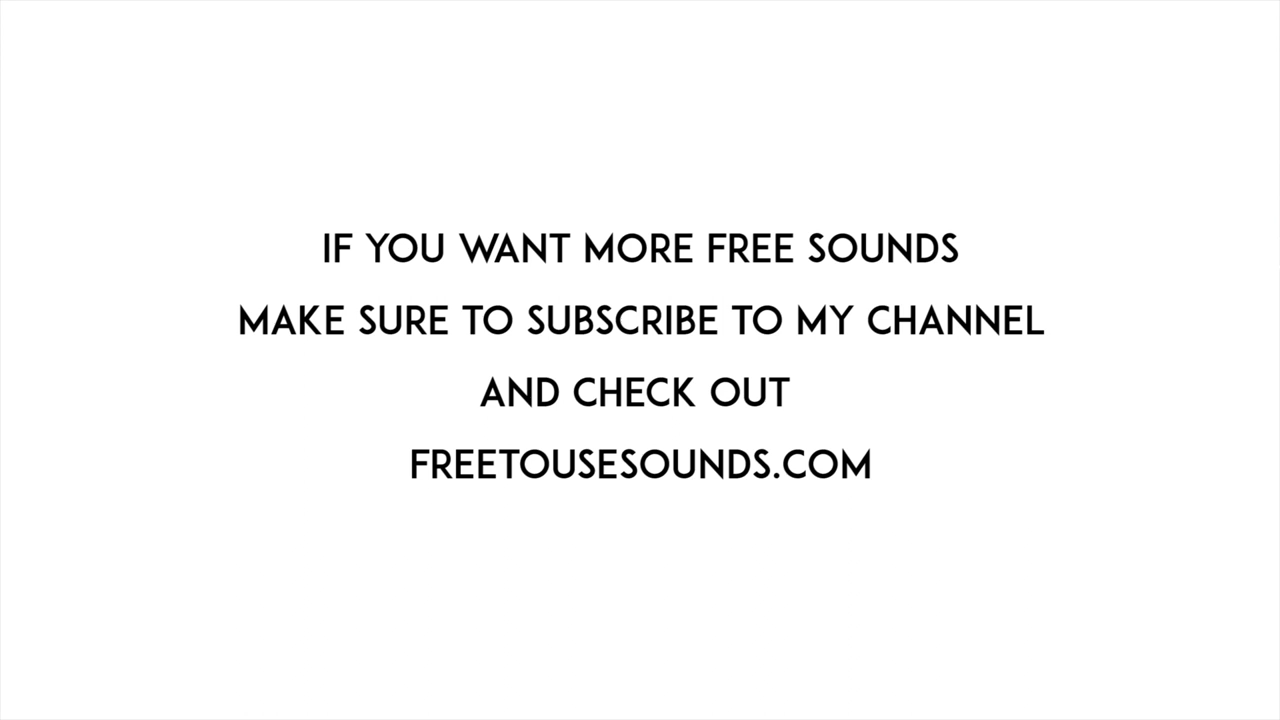 IF YOU WANT MORE FREE SOUNDS
MAKE SURE TO SUBSCRIBE TO MY CHANNEL
AND CHECK OUT
FREETOUSESOUNDS.COM